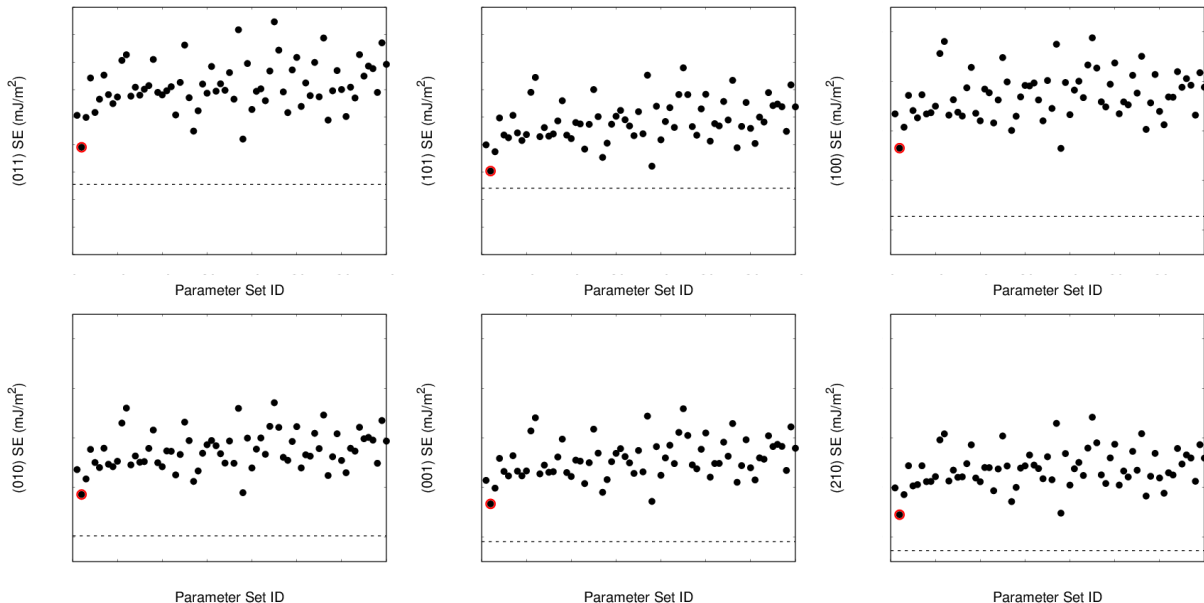 (011) SE (mJ/m²)
Parameter Set ID
(101) SE (mJ/m²)
Parameter Set ID
(100) SE (mJ/m²)
Parameter Set ID
(010) SE (mJ/m²)
Parameter Set ID
(001) SE (mJ/m²)
Parameter Set ID
(210) SE (mJ/m²)
Parameter Set ID